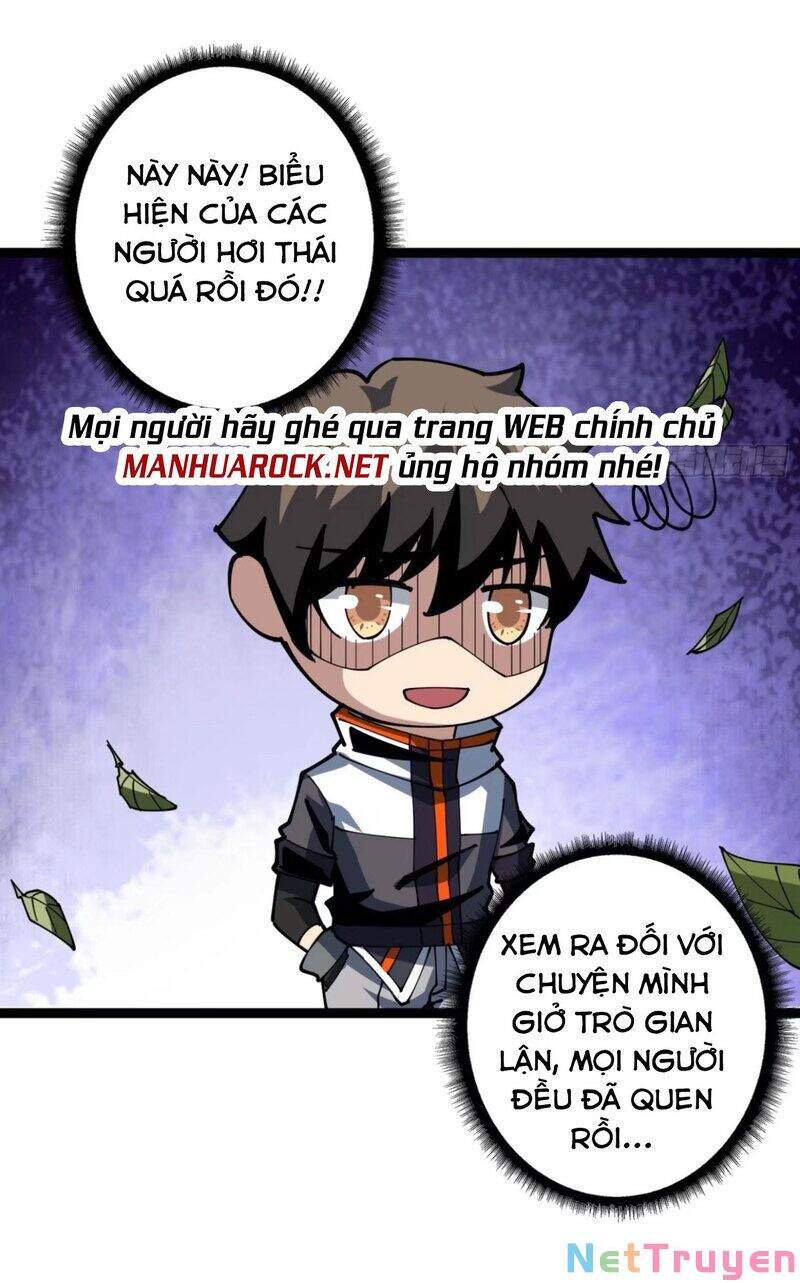 NÀY NÀY! BIỂU
HIỆN CỦA CÁC
NGƯỜI HƠI THÁI
QUÁ RỒI ĐÓ!!
Mọi người hãy ghé qua trang WEB chính chủ
MANHUAROCK.NET ủng hộ nhóm nhé!
XEM RA ĐỐI VỚI
CHUYỆN MÌNH
GIỞ TRÒ GIAN
LẬN, MỌI NGƯỜI
ĐỀU ĐÃ QUEN
RỒI...
NetTruyen